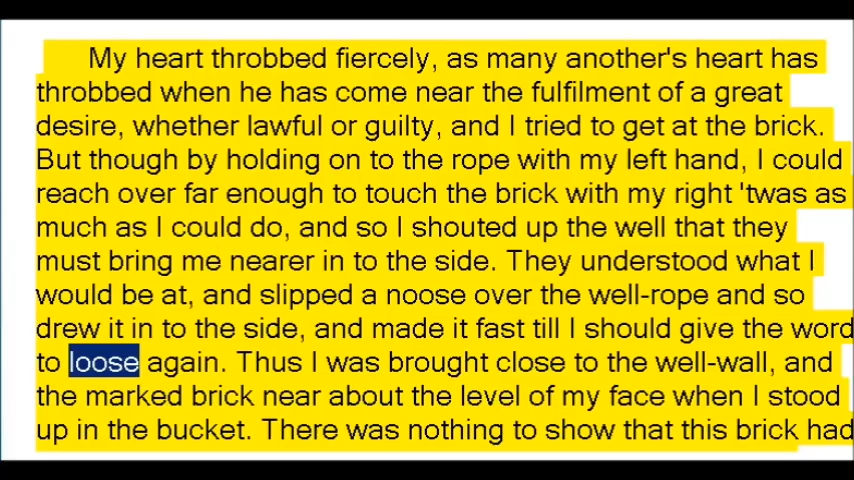 My heart throbbed fiercely, as many another's heart has
throbbed when he has come near the fulfilment of a great
desire, whether lawful or guilty, and I tried to get at the brick.
But though by holding on to the rope with my left hand, I could
reach over far enough to touch the brick with my right 'twas as
much as I could do, and so I shouted up the well that they
must bring me nearer in to the side. They understood what I
would be at, and slipped a noose over the well-rope and so
drew it in to the side, and made it fast till I should give the word
to loose again. Thus I was brought close to the well-wall, and
the marked brick near about the level of my face when I stood
up in the bucket. There was nothing to show that this brick had